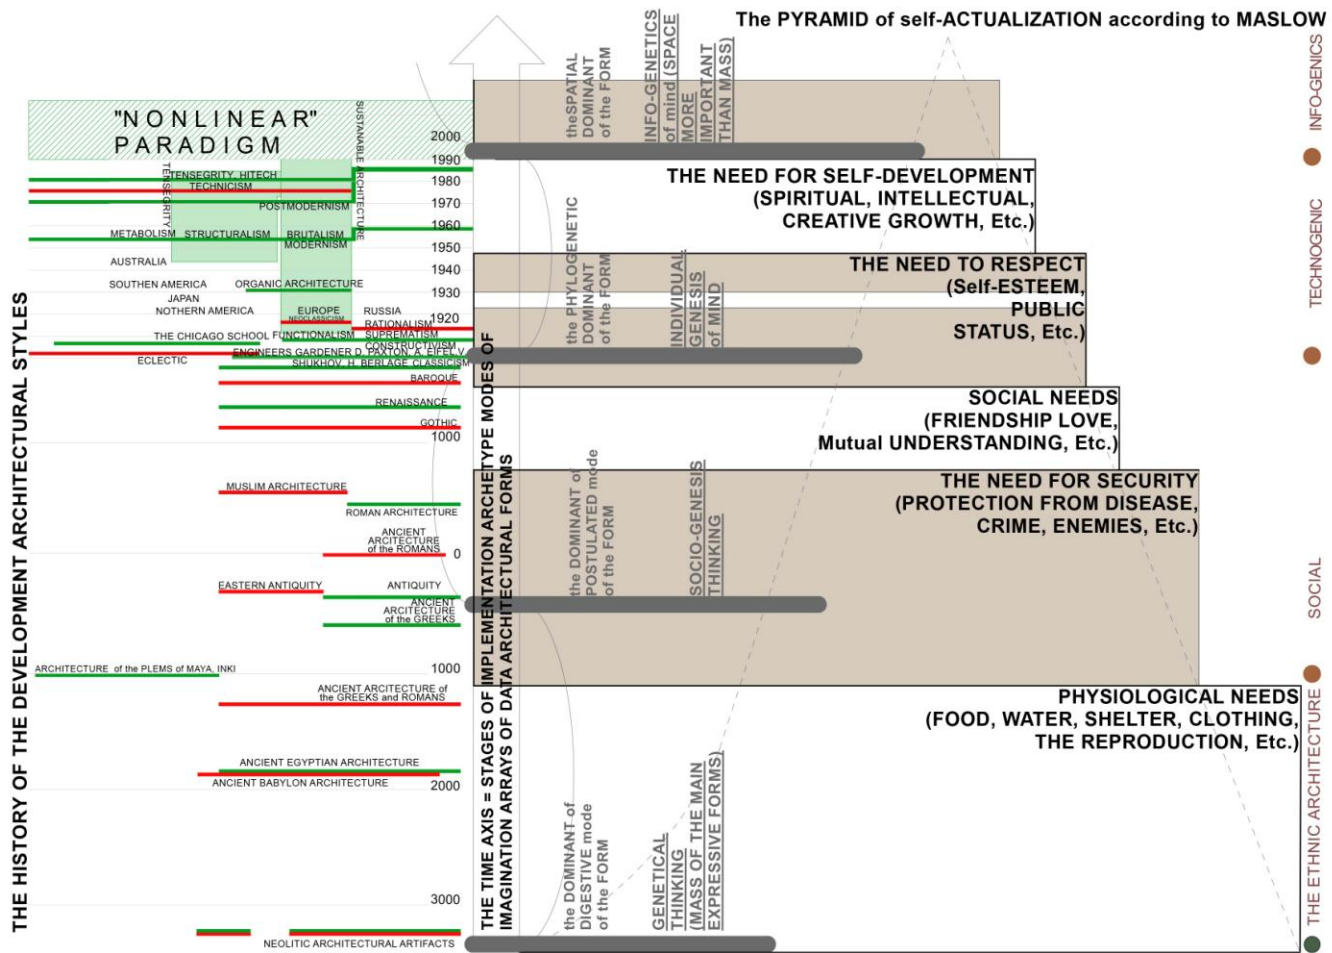 The PYRAMID of self-ACTUALIZATION according to MASLOW
THE HISTORY OF THE DEVELOPMENT ARCHITECTURAL STYLES
"NONLINEAR"
PARADIGM
SUSTANABLE ARCHITECTURE
TENSEGRITY
TENSEGRITY, HITECH
TECHNICISM
POSTMODERNISM
METABOLISM
STRUCTURALISM
BRUTALISM
MODERNISM
AUSTRALIA
SOUTHEN AMERICA
ORGANIC ARCHITECTURE
JAPAN
NOTHERN AMERICA
EUROPE
NEOCLASSICISM
RUSSIA
RATIONALISM
THE CHICAGO SCHOOL
FUNCTIONALISM
SUPREMATISM
CONSTRUCTIVISM
ECLECTIC
ENGINEERS GARDENER D. PAXTON, A. EIFEL V.
SHUKHOV, H. BERLAGE CLASSICISM
BAROQUE
RENAISSANCE
GOTHIC
MUSLIM ARCHITECTURE
ROMAN ARCHITECTURE
ANCIENT
ARCITECTURE
of the ROMANS
EASTERN ANTIQUITY
ANTIQUITY
ANCIENT
ARCITECTURE
of the GREEKS
ARCHITECTURE of the PLEMS of MAYA, INKI
ANCIENT ARCITECTURE of
the GREEKS and ROMANS
ANCIENT EGYPTIAN ARCHITECTURE
ANCIENT BABYLON ARCHITECTURE
NEOLITIC ARCHITECTURAL ARTIFACTS
2000
1990
1980
1970
1960
1950
1940
1930
1920
1000
0
1000
2000
3000
THE TIME AXIS = STAGES OF IMPLEMENTATION ARCHETYPE MODES OF
IMAGINATION ARRAYS OF DATA ARCHITECTURAL FORMS
theSPATIAL
DOMINANT
of the FORM
INFO-GENETICS
of mind (SPACE
MORE
IMPORTANT
THAN MASS)
the PHYLOGENETIC
DOMINANT
of the FORM
INDIVIDUAL
GENESIS
of MIND
the DOMINANT of
POSTULATED mode
of the FORM
SOCIO-GENESIS
THINKING
the DOMINANT of
DIGESTIVE mode
of the FORM
GENETICAL
THINKING
(MASS OF THE MAIN
EXPRESSIVE FORMS)
THE NEED FOR SELF-DEVELOPMENT
(SPIRITUAL, INTELLECTUAL,
CREATIVE GROWTH, Etc.)
THE NEED TO RESPECT
(Self-ESTEEM,
PUBLIC
STATUS, Etc.)
SOCIAL NEEDS
(FRIENDSHIP LOVE,
Mutual UNDERSTANDING, Etc.)
THE NEED FOR SECURITY
(PROTECTION FROM DISEASE,
CRIME, ENEMIES, Etc.)
PHYSIOLOGICAL NEEDS
(FOOD, WATER, SHELTER, CLOTHING,
THE REPRODUCTION, Etc.)
INFO-GENICS
TECHNOGENIC
SOCIAL
THE ETHNIC ARCHITECTURE